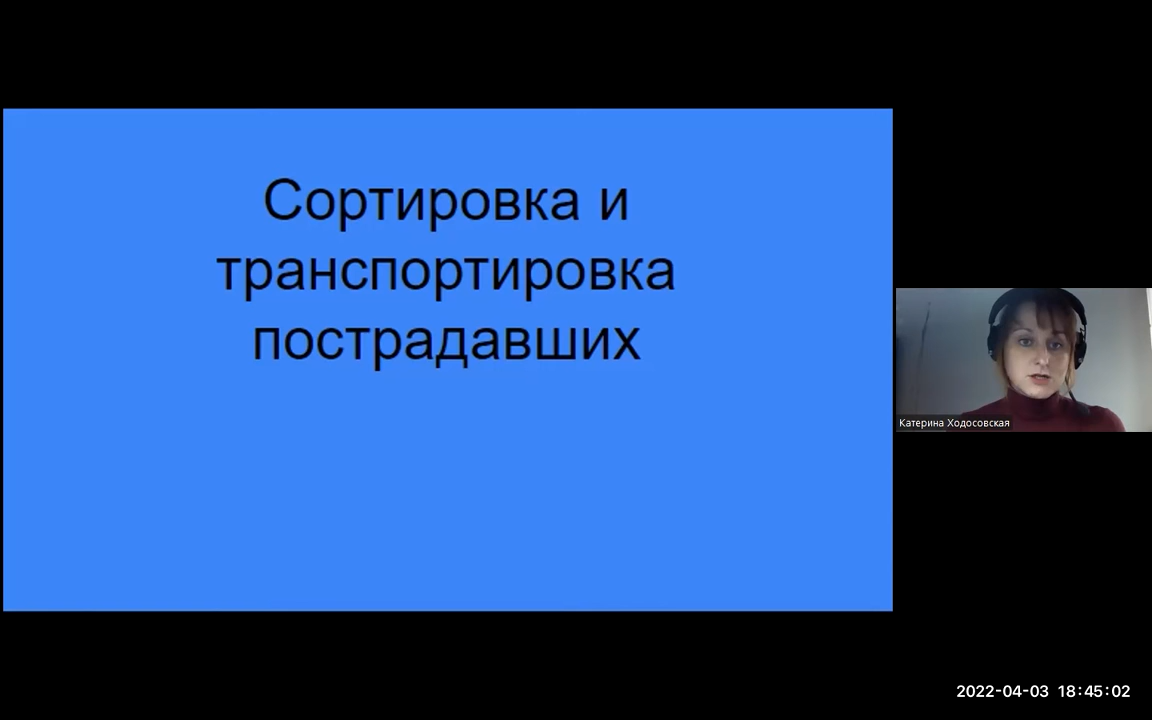 Сортировка и
транспортировка
пострадавших
Катерина Ходосовская
2022-04-03 18:45:02